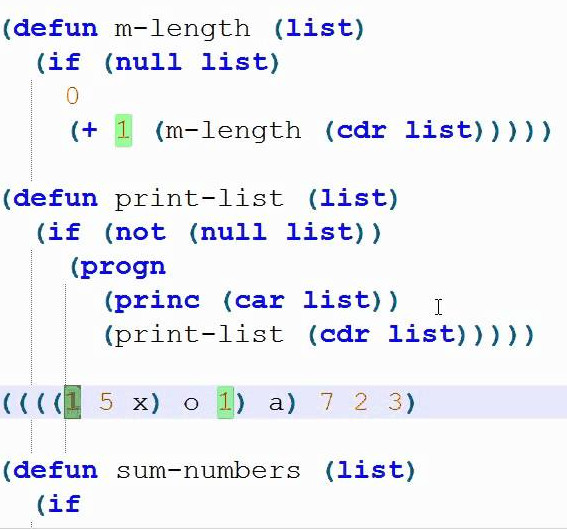 (defun m-length (list)
(if (null list)
0
(+ 1 (m-length (cdr list)))))
(defun print-list (list)
(if (not (null list))
(progn
(princ (car list))
(print-list (cdr list)))))
((((1 5 x) o 1) a) 7 2 3)
(defun sum-numbers (list)
(if